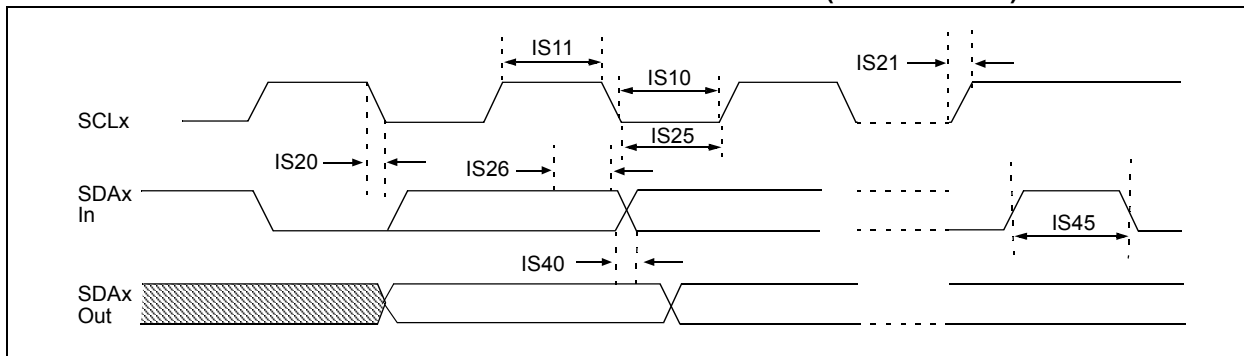 IS11
IS21
IS10
SCLx
IS25
IS20
IS26
SDAx
In
IS45
IS40
SDAx
Out